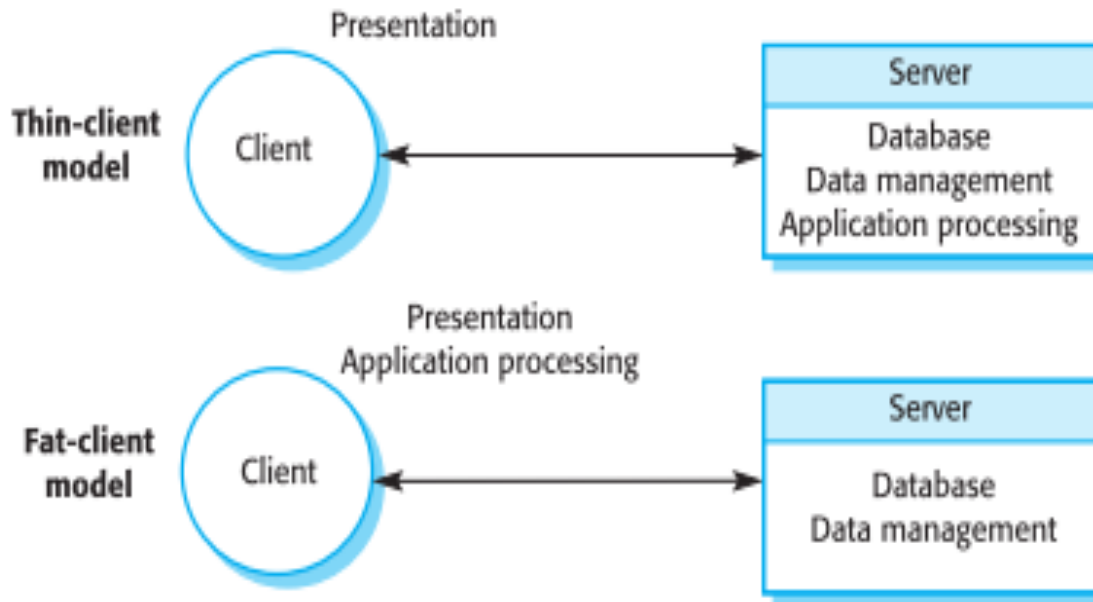 Presentation
Thin-client
model
Client
Server
Database
Data management
Application processing
Presentation
Application processing
Fat-client
model
Client
Server
Database
Data management